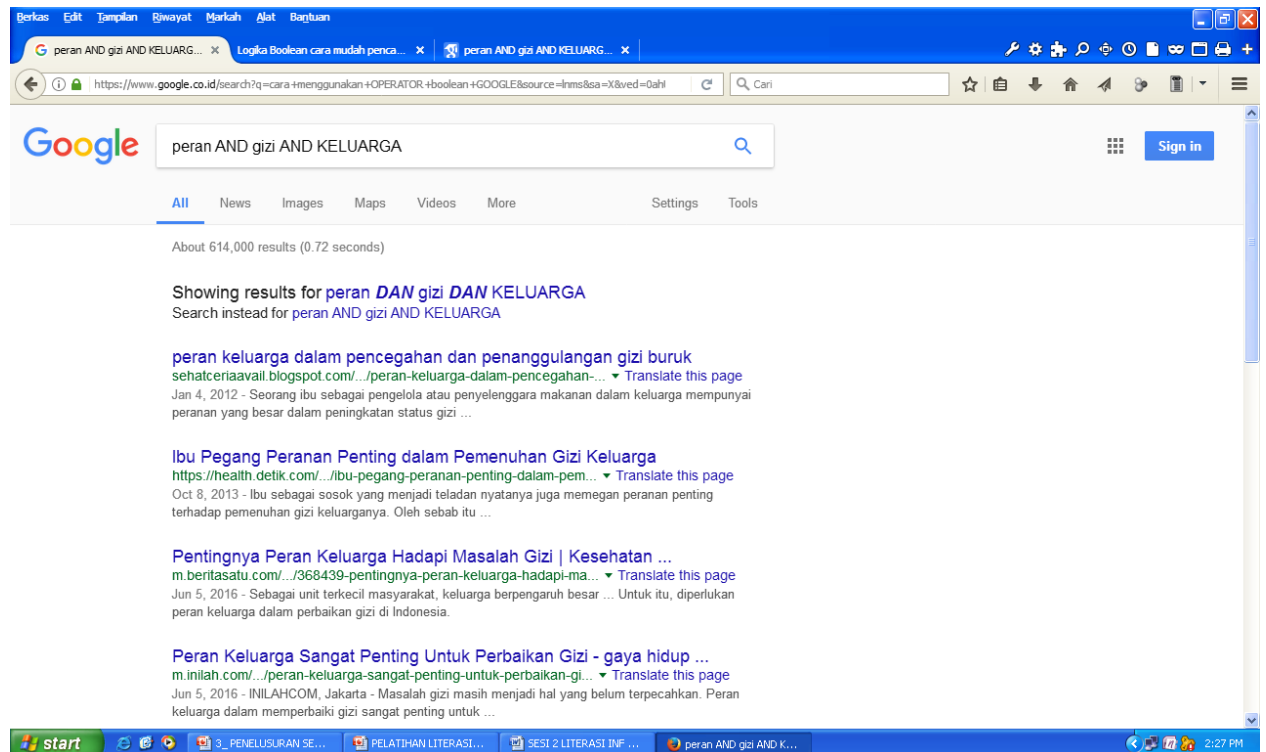 Berkas Edit Tampilan Riwayat Markah Alat Bantuan
peran AND gizi AND KELUARG... Logika Boolean cara mudah penca... peran AND gizi AND KELUARG...
https://www.google.co.id/search?q=cara+menggunakan+OPERATOR+boolean+GOOGLE&source=lnms&sa=X&ved=0ahl Cari
Google peran AND gizi AND KELUARGA Sign in
All News Images Maps Videos More Settings Tools
About 614,000 results (0.72 seconds)
Showing results for peran DAN gizi DAN KELUARGA
Search instead for peran AND gizi AND KELUARGA
peran keluarga dalam pencegahan dan penanggulangan gizi buruk
sehatceriaavail.blogspot.com/.../peran-keluarga-dalam-pencegahan-... Translate this page
Jan 4, 2012 - Seorang ibu sebagai pengelola atau penyelenggara makanan dalam keluarga mempunyai
peranan yang besar dalam peningkatan status gizi ...
Ibu Pegang Peranan Penting dalam Pemenuhan Gizi Keluarga
https://health.detik.com/.../ibu-pegang-peranan-penting-dalam-pem... Translate this page
Oct 8, 2013 - Ibu sebagai sosok yang menjadi teladan nyatanya juga memegan peranan penting
terhadap pemenuhan gizi keluarganya. Oleh sebab itu ...
Pentingnya Peran Keluarga Hadapi Masalah Gizi | Kesehatan ...
m.beritasatu.com/.../368439-pentingnya-peran-keluarga-hadapi-ma... Translate this page
Jun 5, 2016 - Sebagai unit terkecil masyarakat, keluarga berpengaruh besar ... Untuk itu, diperlukan
peran keluarga dalam perbaikan gizi di Indonesia.
Peran Keluarga Sangat Penting Untuk Perbaikan Gizi - gaya hidup ...
m.inilah.com/.../peran-keluarga-sangat-penting-untuk-perbaikan-gi... Translate this page
Jun 5, 2016 - INILAHCOM, Jakarta - Masalah gizi masih menjadi hal yang belum terpecahkan. Peran
keluarga dalam memperbaiki gizi sangat penting untuk ...
start 3_ PENELUSURAN SE... PELATIHAN LITERASI... SESI 2 LITERASI INF ... peran AND gizi AND K... 2:27 PM